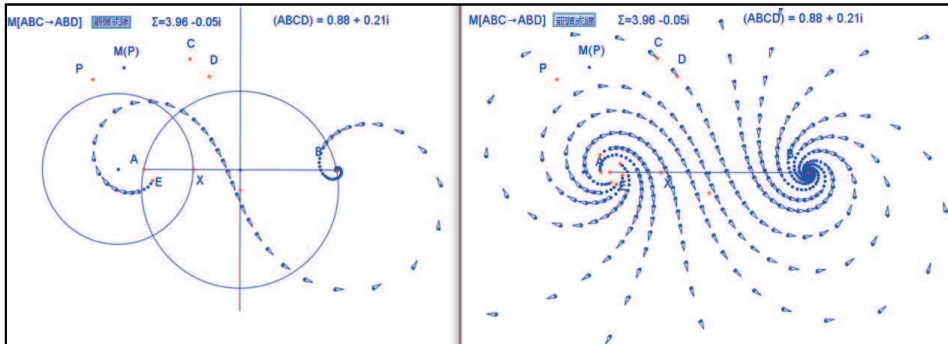 M[ABC→ABD] Σ=3.96 -0.05i (ABCD) = 0.88 + 0.21i
C
M(P)
D
P
B
A
E
X
M[ABC→ABD] Σ=3.96 -0.05i (ABCD) = 0.88 + 0.21i
C
M(P)
D
P
A
X